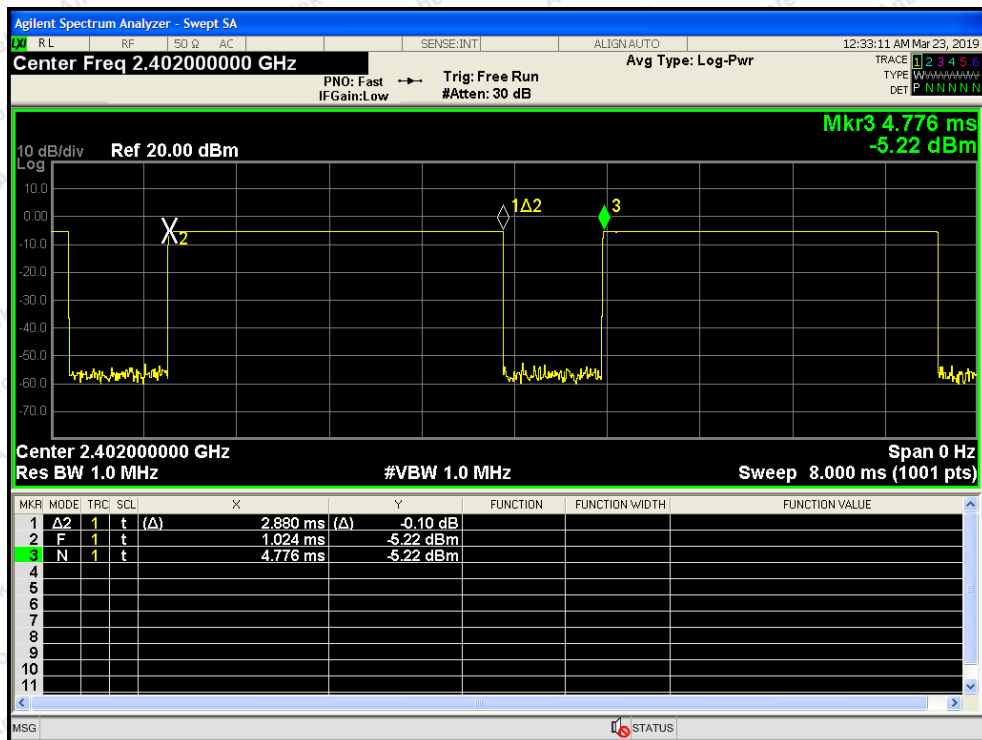 Agilent Spectrum Analyzer - Swept SA
LXI RL RF 50 Ω AC SENSE:INT ALIGNAUTO 12:33:11 AM Mar 23, 2019
Center Freq 2.402000000 GHz Avg Type: Log-Pwr TRACE 1 2 3 4 5 6
PNO: Fast Trig: Free Run TYPE WWWWWW
IFGain:Low #Atten: 30 dB DET P N N N N N
Mkr3 4.776 ms
10 dB/div Ref 20.00 dBm -5.22 dBm
Log
10.0
0.00
-10.0
-20.0
-30.0
-40.0
-50.0
-60.0
-70.0
X2
1Δ2
3
Center 2.402000000 GHz Span 0 Hz
Res BW 1.0 MHz #VBW 1.0 MHz Sweep 8.000 ms (1001 pts)
MKR MODE TRC SCL X Y FUNCTION FUNCTION WIDTH FUNCTION VALUE
1 Δ2 1 t (Δ) 2.880 ms (Δ) -0.10 dB
2 F 1 t 1.024 ms -5.22 dBm
3 N 1 t 4.776 ms -5.22 dBm
4
5
6
7
8
9
10
11
MSG STATUS